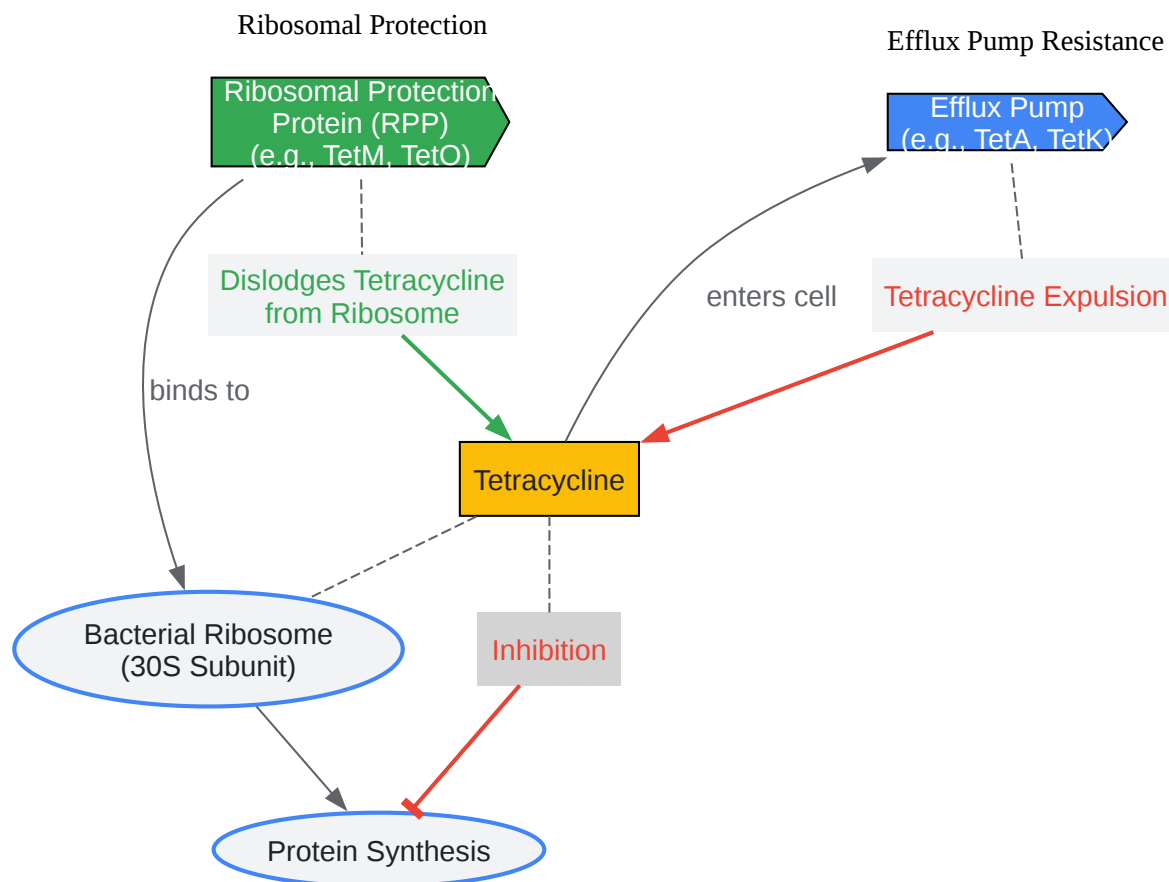 Ribosomal Protection
Efflux Pump Resistance
Ribosomal Protection
Protein (RPP)
(e.g., TetM, TetO)
Efflux Pump
(e.g., TetA, TetK)
Dislodges Tetracycline
from Ribosome
enters cell
Tetracycline Expulsion
binds to
Tetracycline
Bacterial Ribosome
(30S Subunit)
Inhibition
Protein Synthesis